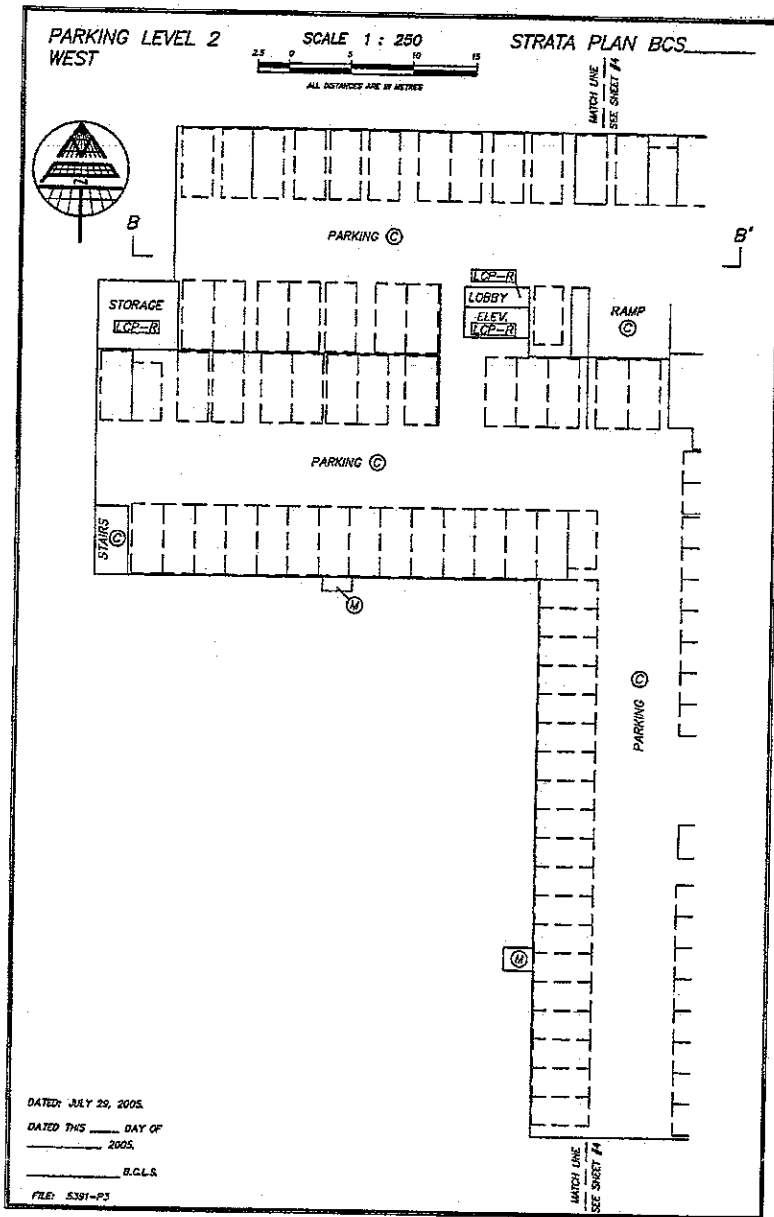 PARKING LEVEL 2
WEST
SCALE 1 : 250
2.5 0 5 10 15
ALL DISTANCES ARE IN METRES
STRATA PLAN BCS
MATCH LINE
SEE SHEET #4
B
B'
PARKING C
STORAGE
LCP-R
LCP-R
LOBBY
ELEV.
LCP-R
RAMP
C
PARKING C
STAIRS
C
M
PARKING C
M
DATED: JULY 29, 2005.
DATED THIS ____ DAY OF
__________ 2005.
__________ B.C.L.S.
FILE: 5391-P3
MATCH LINE
SEE SHEET #4